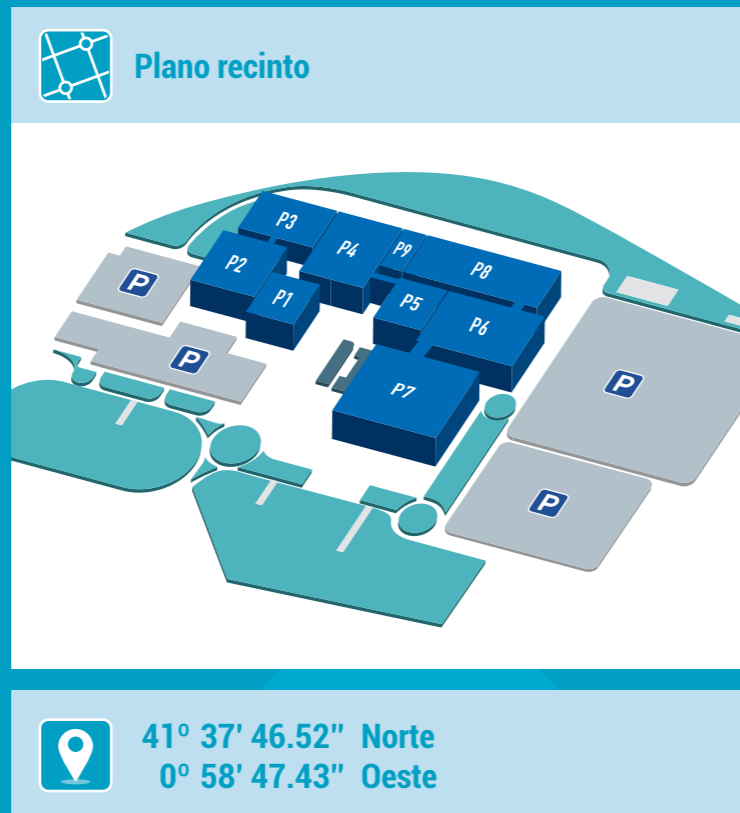 Plano recinto
P3
P4
P9
P8
P2
P1
P5
P6
P7
P
P
P
P
41º 37' 46.52" Norte
0º 58' 47.43" Oeste